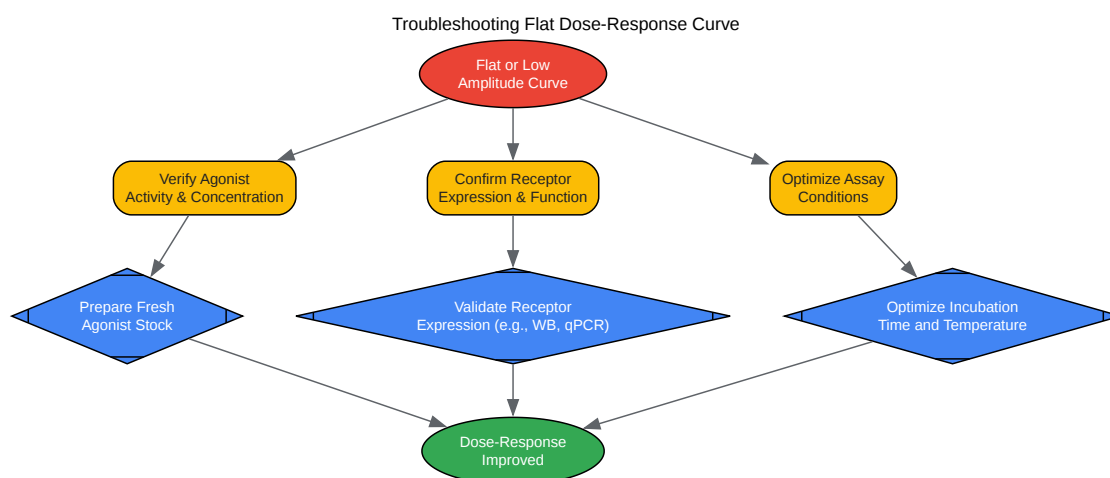 Troubleshooting Flat Dose-Response Curve
Flat or Low
Amplitude Curve
Verify Agonist
Activity & Concentration
Confirm Receptor
Expression & Function
Optimize Assay
Conditions
Prepare Fresh
Agonist Stock
Validate Receptor
Expression (e.g., WB, qPCR)
Optimize Incubation
Time and Temperature
Dose-Response
Improved